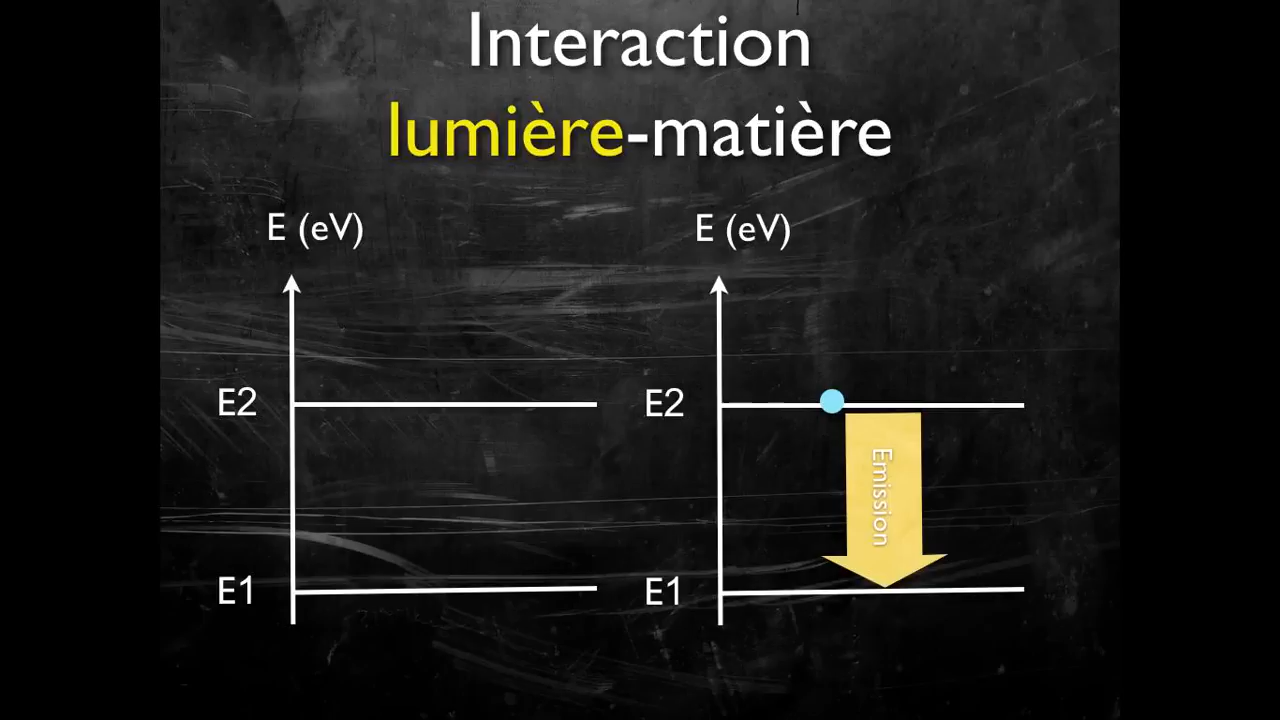 Interaction
lumière-matière
E (eV)
E2
E1
E (eV)
E2
Emission
E1